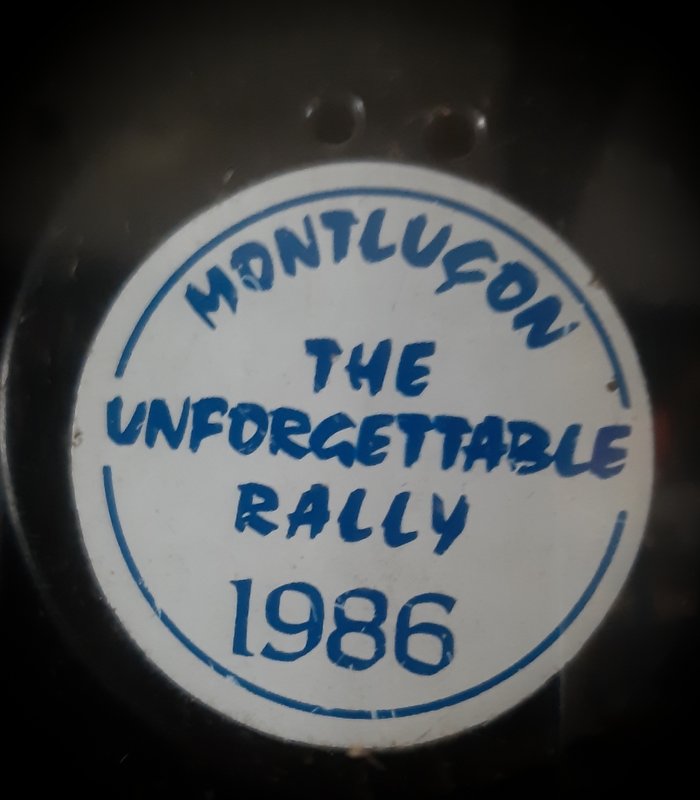 MONTLUÇON
THE
UNFORGETTABLE
RALLY
1986